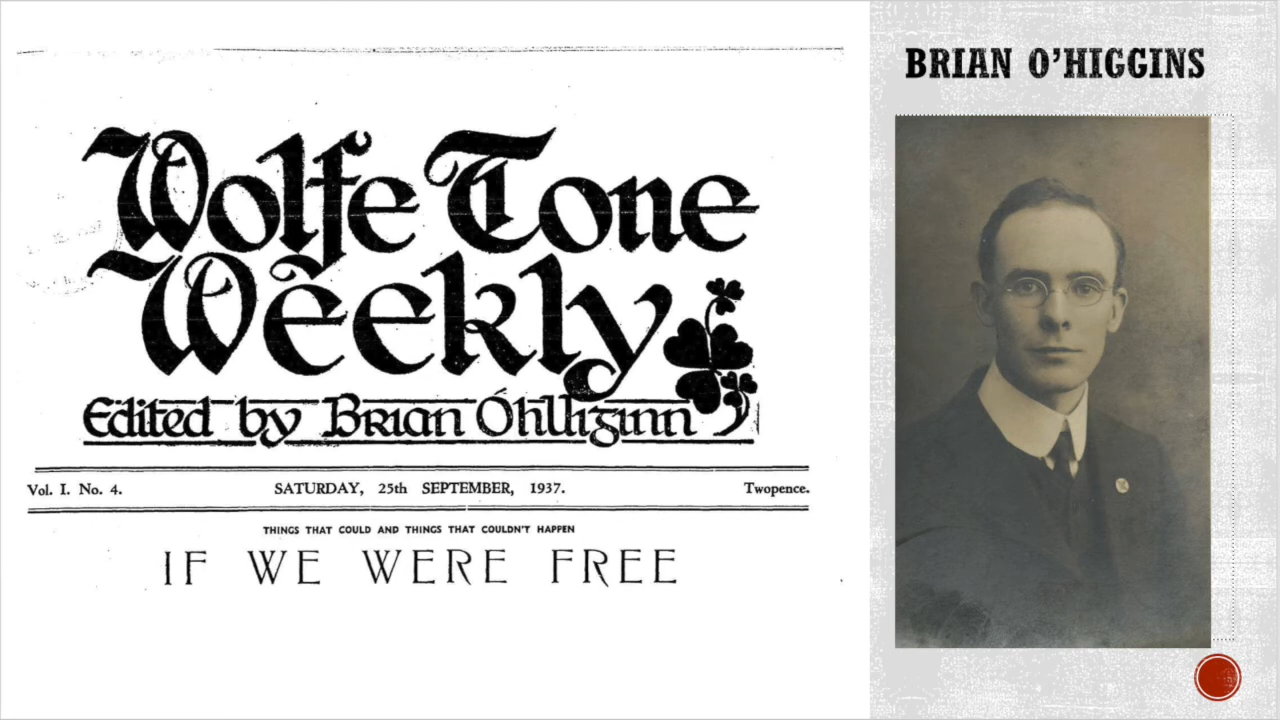 Wolfe Tone
Weekly
Edited by Brian Óhuiginn
Vol. I. No. 4. SATURDAY, 25th SEPTEMBER, 1937. Twopence.
THINGS THAT COULD AND THINGS THAT COULDN'T HAPPEN
IF WE WERE FREE
BRIAN O'HIGGINS